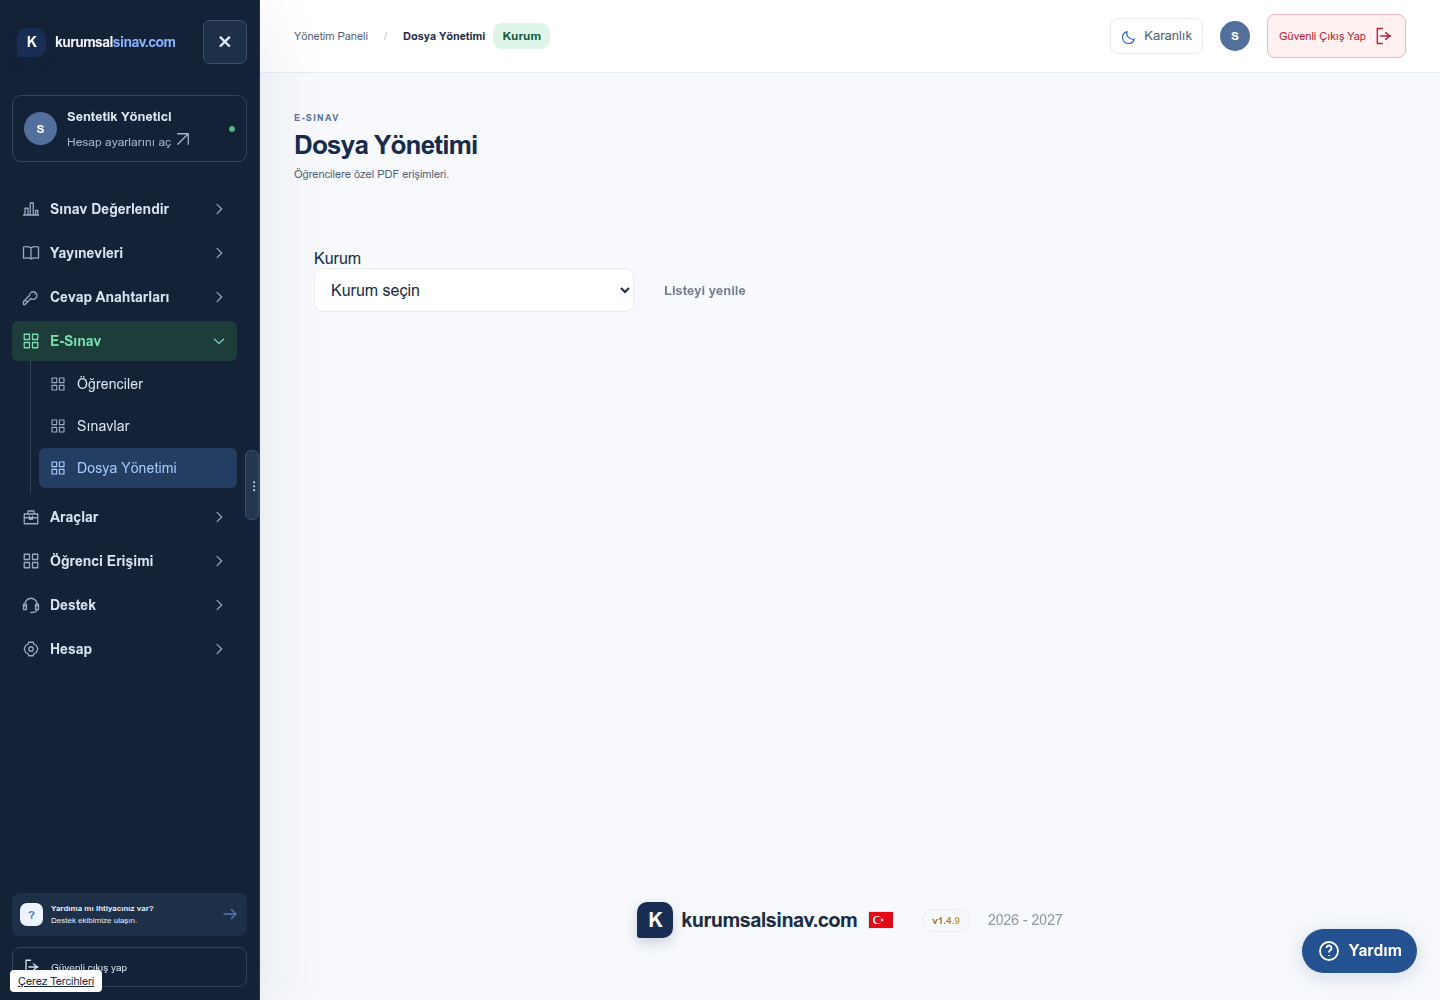 K kurumsalsinav.com ✕
S Sentetik Yönetici
Hesap ayarlarını aç
Sınav Değerlendir
Yayınevleri
Cevap Anahtarları
E-Sınav
Öğrenciler
Sınavlar
Dosya Yönetimi
Araçlar
Öğrenci Erişimi
Destek
Hesap
? Yardıma mı ihtiyacınız var?
Destek ekibimize ulaşın.
Güvenli çıkış yap
Çerez Tercihleri
Yönetim Paneli / Dosya Yönetimi Kurum
Karanlık S Güvenli Çıkış Yap
E-SINAV
Dosya Yönetimi
Öğrencilere özel PDF erişimleri.
Kurum
Kurum seçin Listeyi yenile
K kurumsalsinav.com v1.4.9 2026 - 2027
Yardım